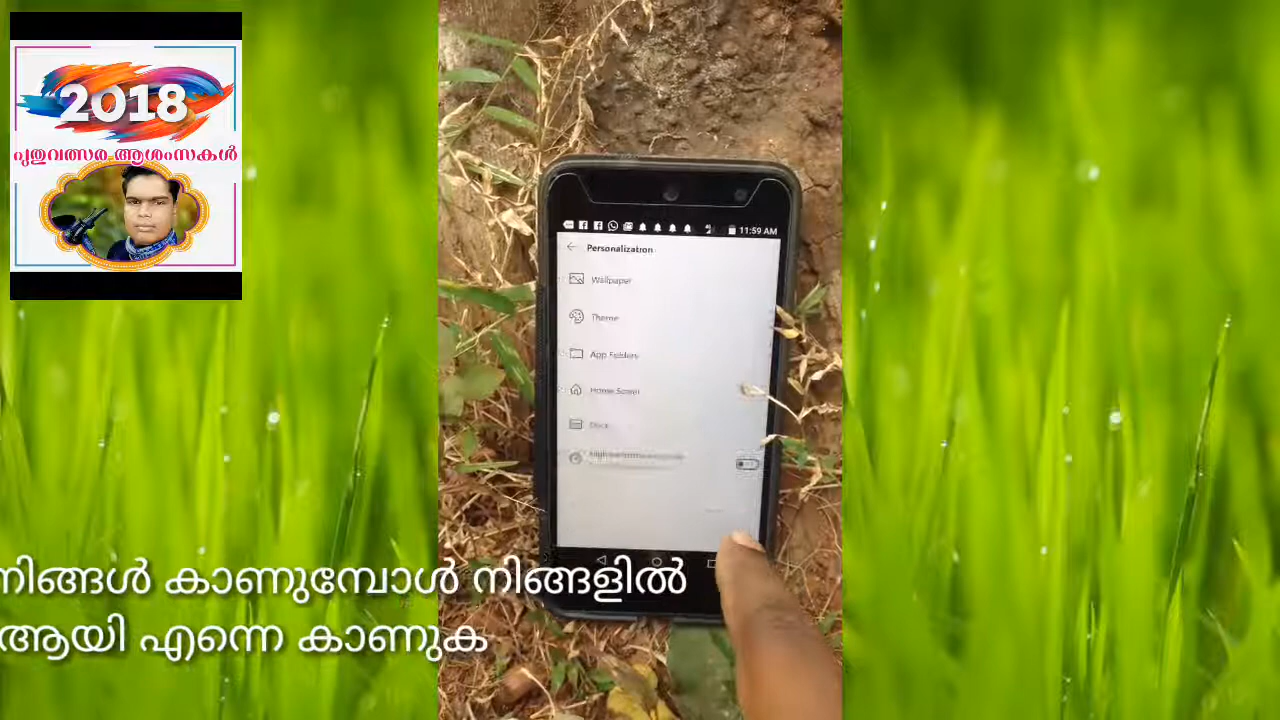 2018
പുതുവത്സര ആശംസകൾ
11:59 AM
Personalization
Wallpaper
Theme
App Folders
Home Screen
Dock
നിങ്ങൾ കാണുമ്പോൾ നിങ്ങളിൽ
ആയി എന്നെ കാണുക